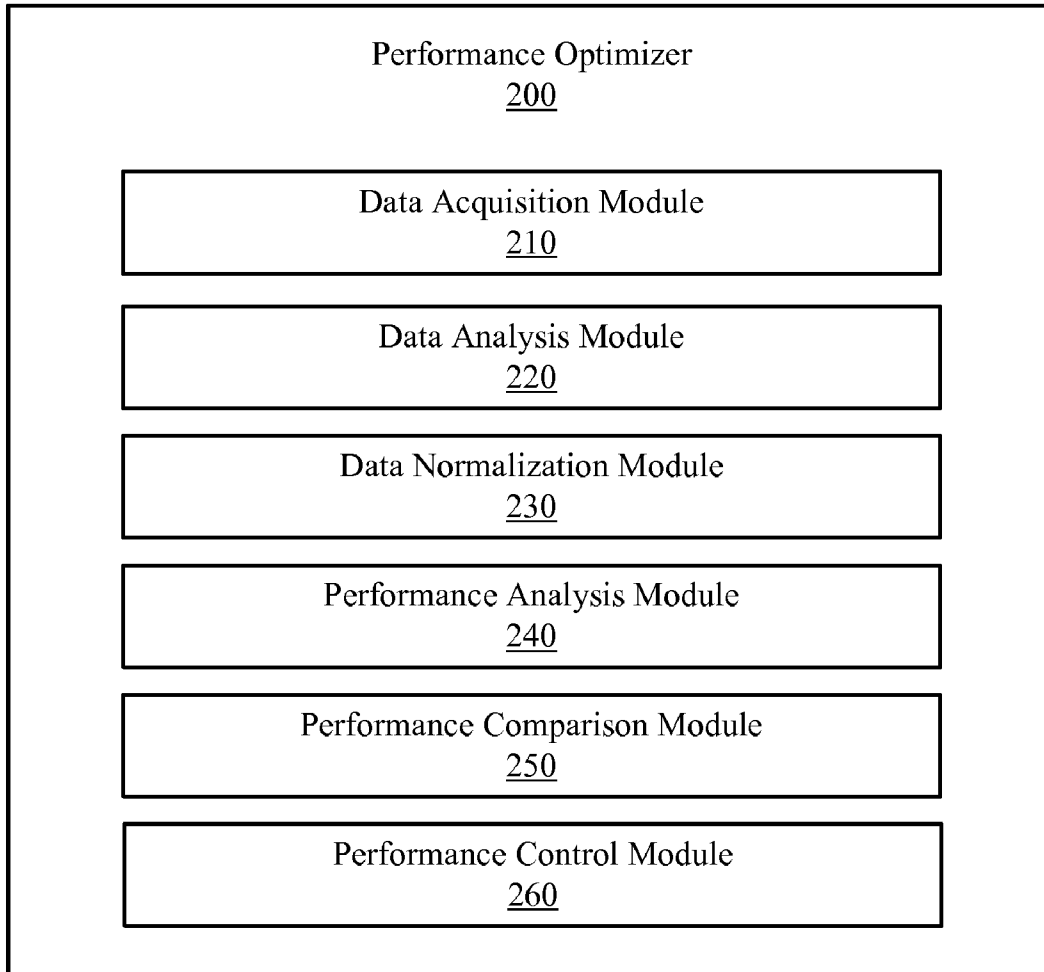 Performance Optimizer
200
Data Acquisition Module
210
Data Analysis Module
220
Data Normalization Module
230
Performance Analysis Module
240
Performance Comparison Module
250
Performance Control Module
260